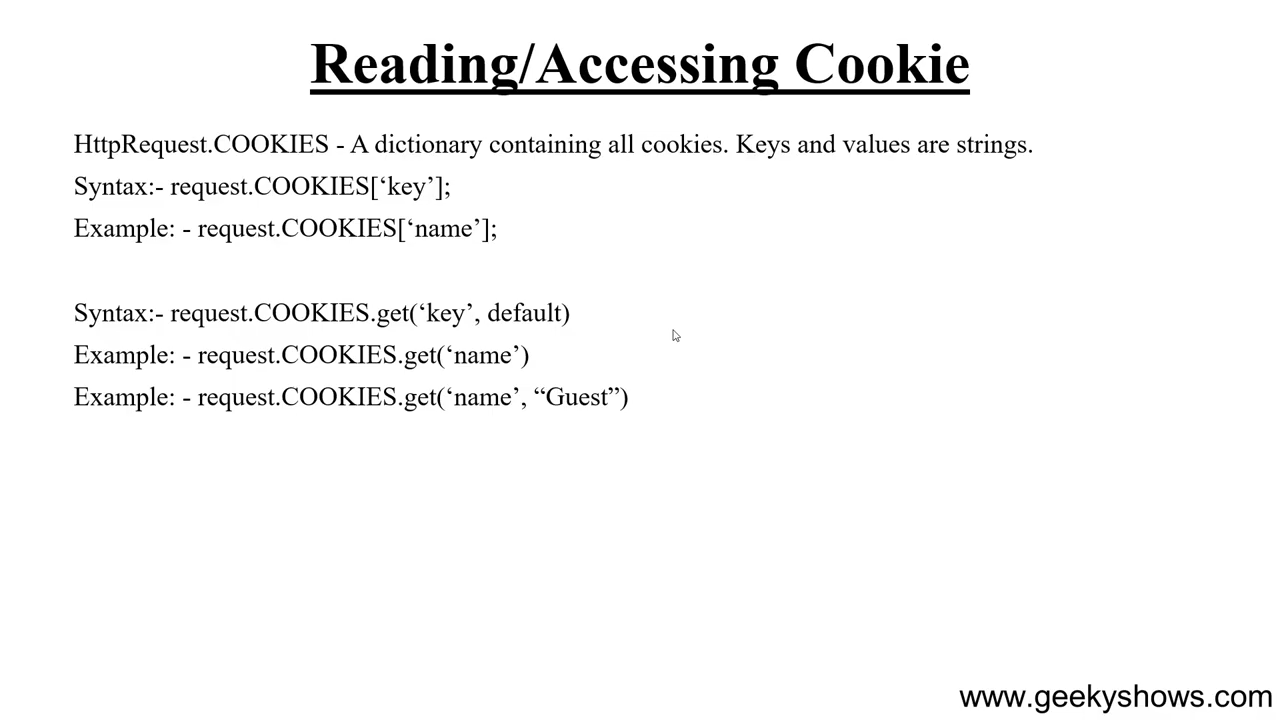 Reading/Accessing Cookie
HttpRequest.COOKIES - A dictionary containing all cookies. Keys and values are strings.
Syntax:- request.COOKIES[‘key’];
Example: - request.COOKIES[‘name’];
Syntax:- request.COOKIES.get(‘key’, default)
Example: - request.COOKIES.get(‘name’)
Example: - request.COOKIES.get(‘name’, “Guest”)
www.geekyshows.com